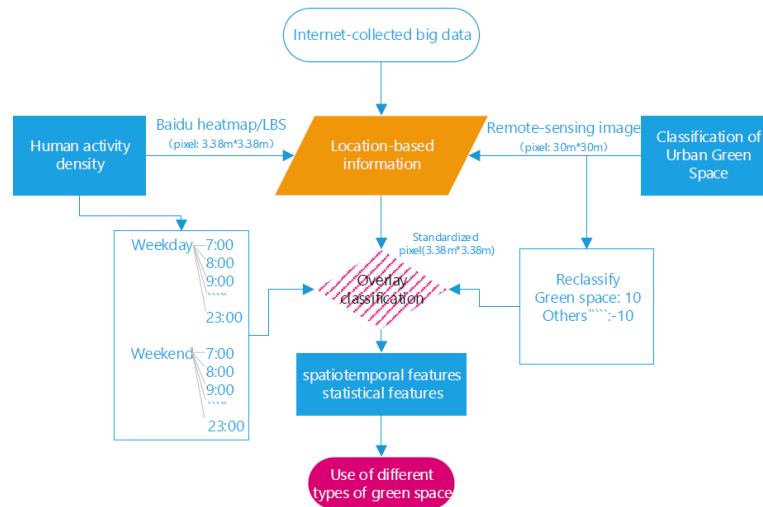 Internet-collected big data
Human activity
density
Baidu heatmap/LBS
(pixel: 3.38m*3.38m)
Location-based
information
Remote-sensing image
(pixel: 30m*30m)
Classification of
Urban Green
Space
Weekday
7:00
8:00
9:00
`````
23:00
Weekend
7:00
8:00
9:00
`````
23:00
Standardized
pixel(3.38m*3.38m)
Overlay
classification
Reclassify
Green space: 10
Others````:-10
spatiotemporal features
statistical features
Use of different
types of green space